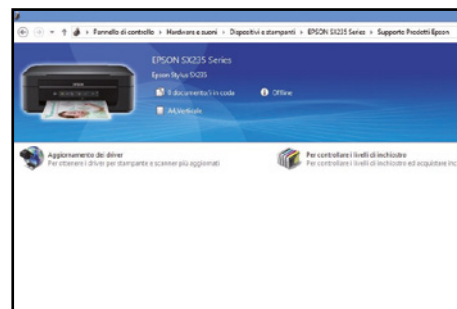 Pannello di controllo › Hardware e suoni › Dispositivi e stampanti › EPSON SX235 Series › Supporto Prodotti Epson
EPSON SX235 Series
Epson Stylus SX235
documento/i in coda
Offline
A4,Verticale
Aggiornamento dei driver
Per ottenere i driver per stampante e scanner più aggiornati
Per controllare i livelli di inchiostro
Per controllare i livelli di inchiostro ed acquistare inc